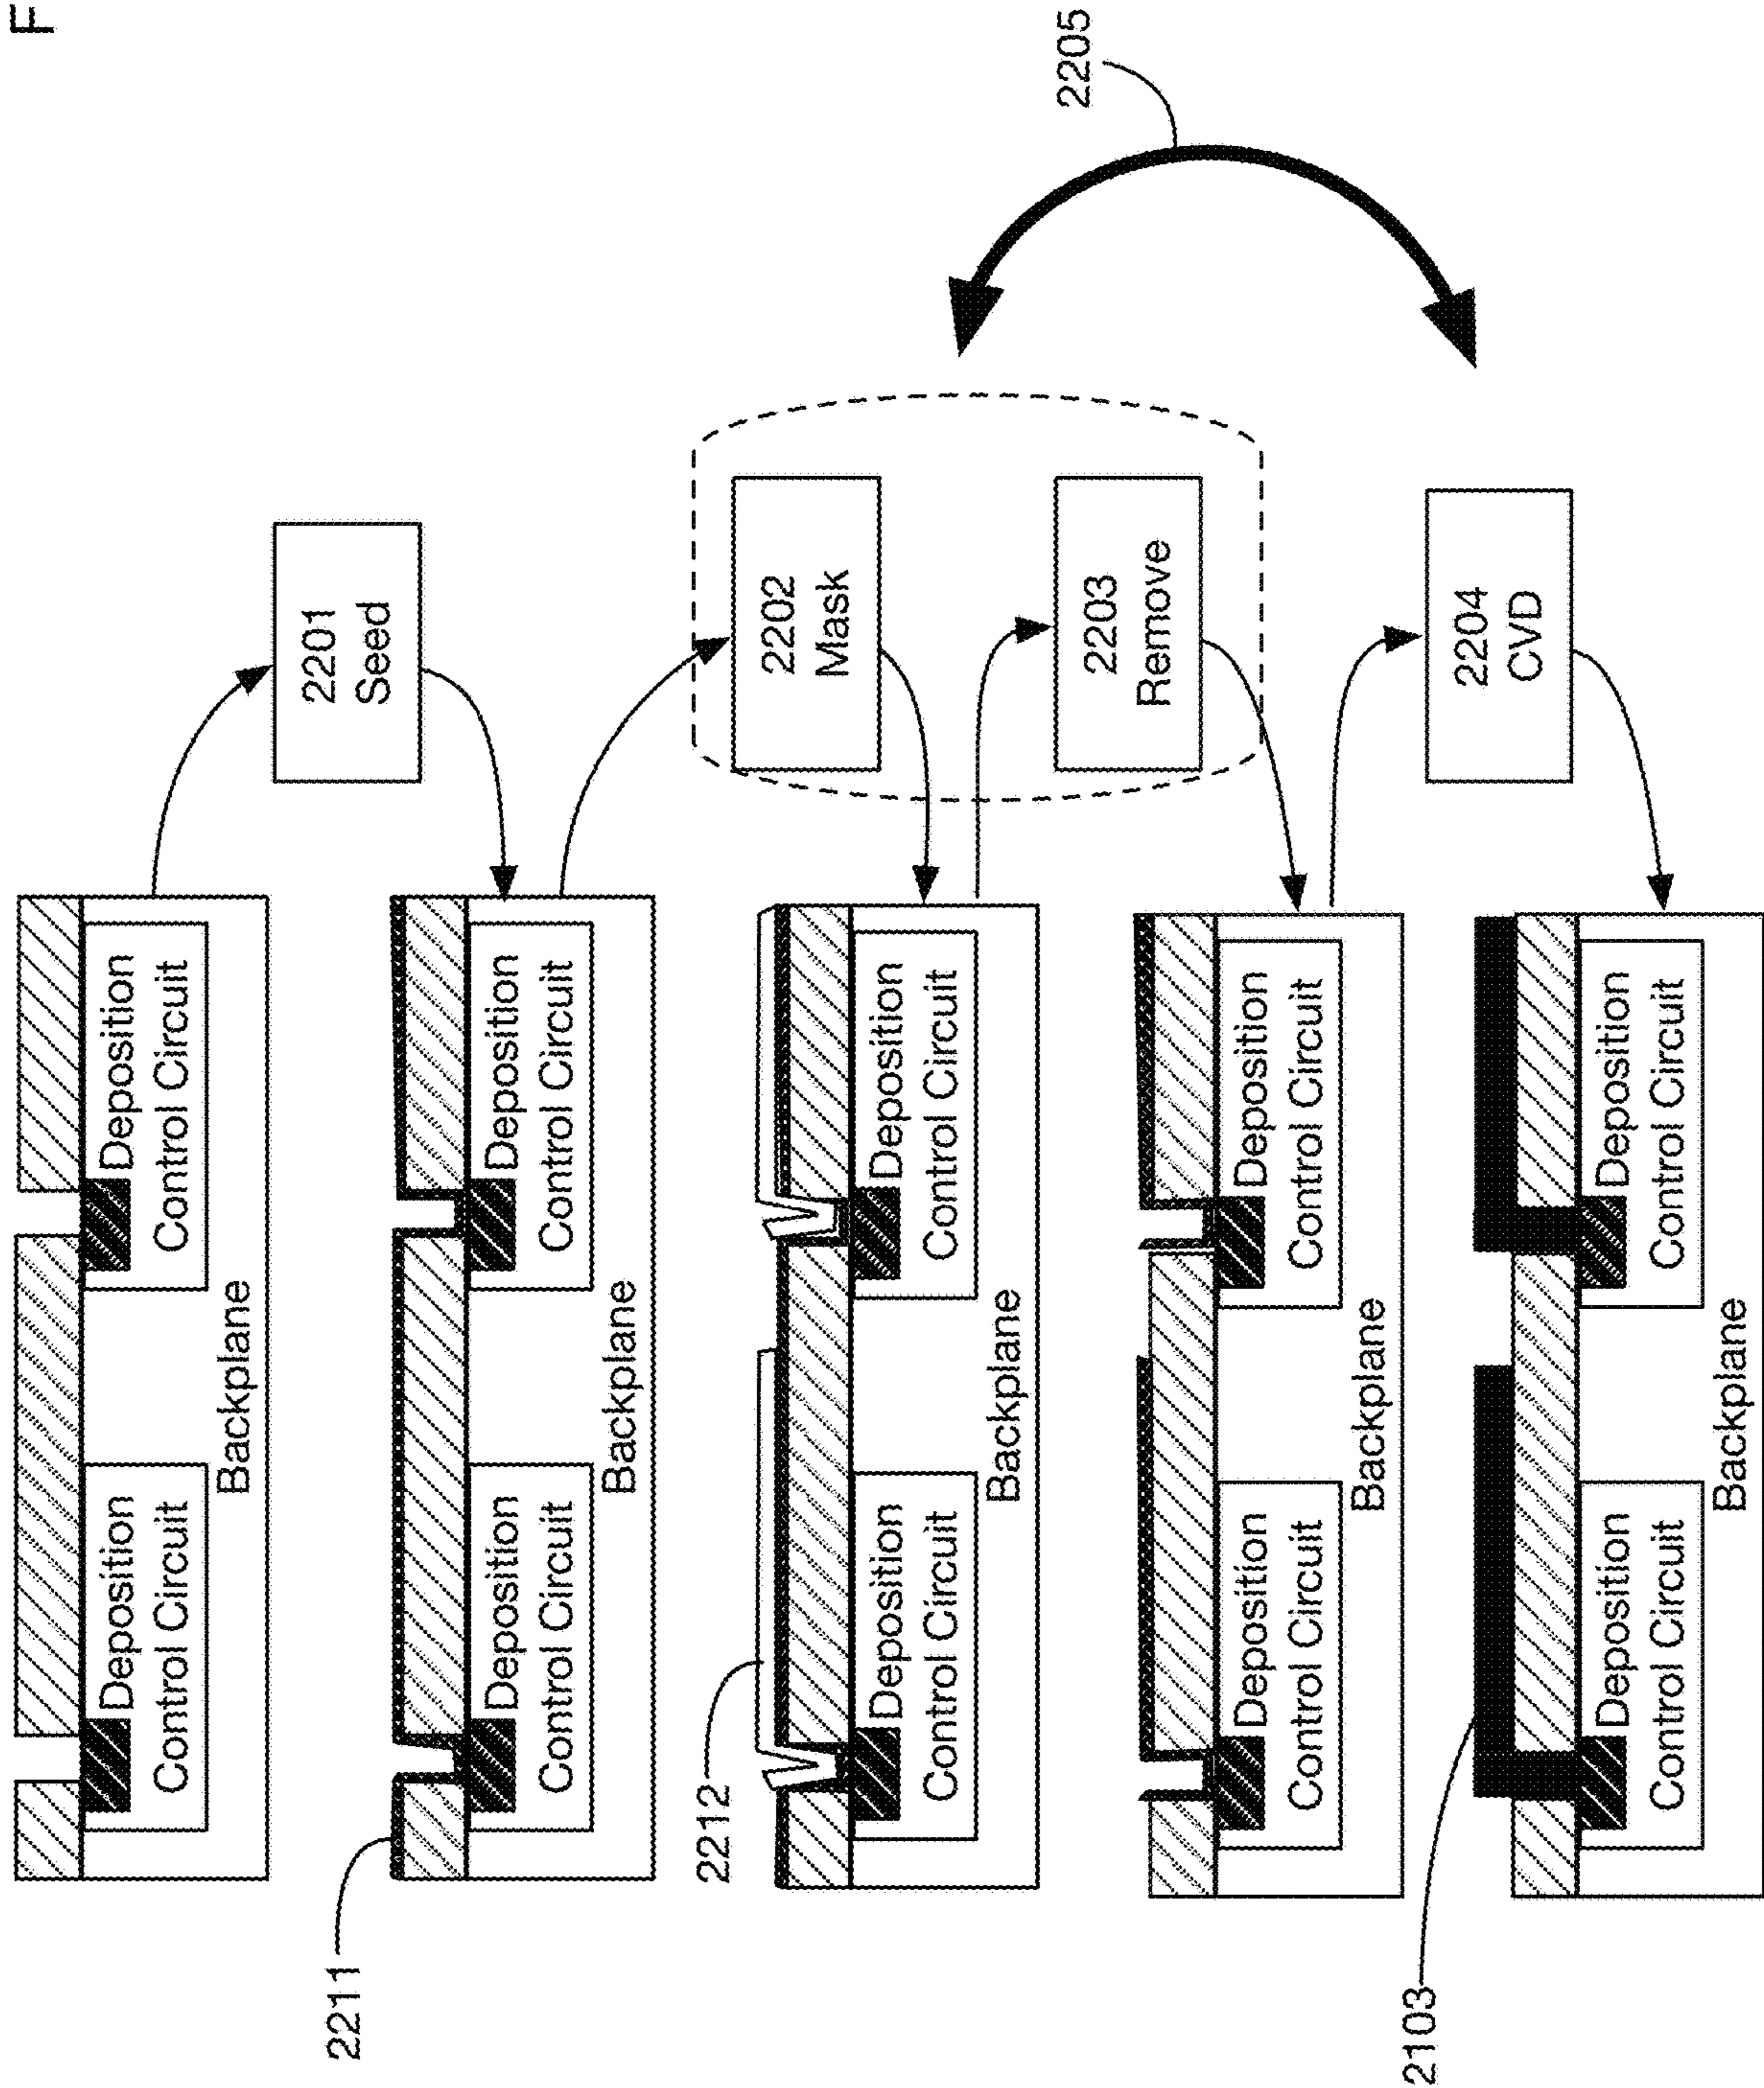 F
Deposition
Control Circuit
Deposition
Control Circuit
Backplane
2201
Seed
2211
Deposition
Control Circuit
Deposition
Control Circuit
Backplane
2202
Mask
2212
Deposition
Control Circuit
Deposition
Control Circuit
Backplane
2205
2203
Remove
Deposition
Control Circuit
Deposition
Control Circuit
Backplane
2204
CVD
2103
Deposition
Control Circuit
Deposition
Control Circuit
Backplane